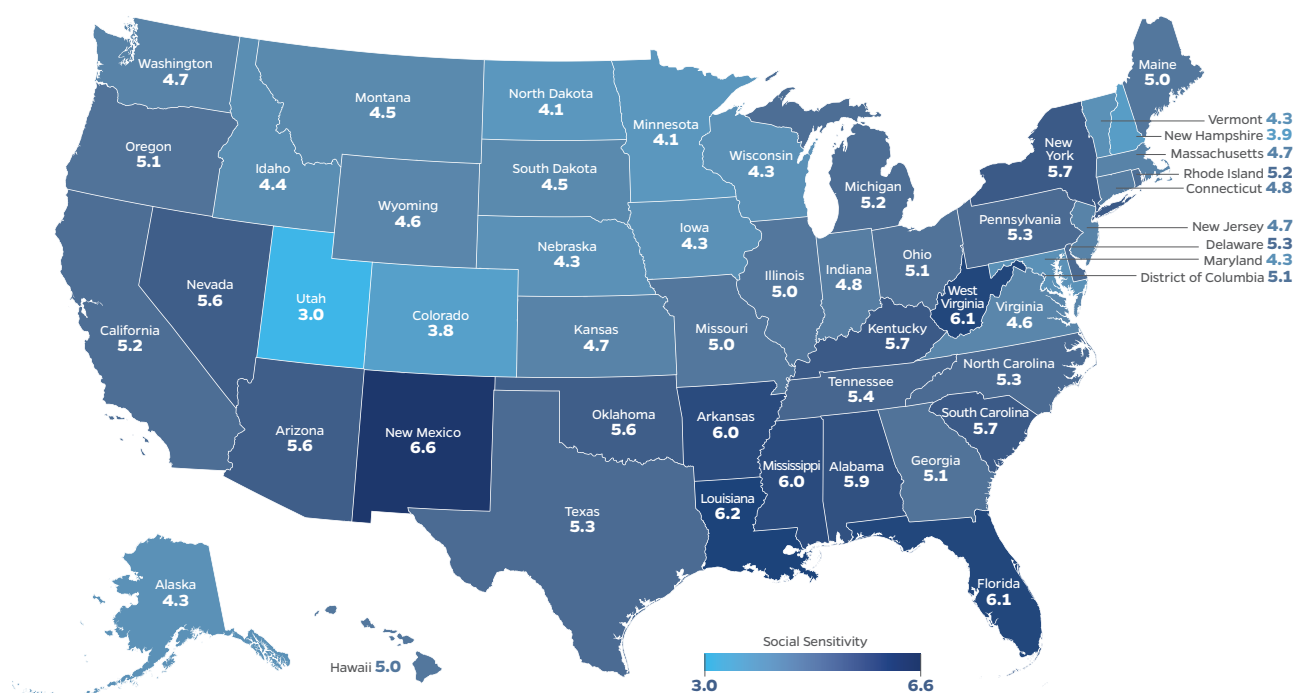 Washington
4.7
Oregon
5.1
California
5.2
Nevada
5.6
Idaho
4.4
Montana
4.5
Wyoming
4.6
Utah
3.0
Colorado
3.8
Arizona
5.6
New Mexico
6.6
North Dakota
4.1
South Dakota
4.5
Nebraska
4.3
Kansas
4.7
Oklahoma
5.6
Texas
5.3
Minnesota
4.1
Iowa
4.3
Missouri
5.0
Arkansas
6.0
Louisiana
6.2
Wisconsin
4.3
Illinois
5.0
Michigan
5.2
Indiana
4.8
Ohio
5.1
Kentucky
5.7
Tennessee
5.4
Mississippi
6.0
Alabama
5.9
Georgia
5.1
Florida
6.1
South Carolina
5.7
North Carolina
5.3
Virginia
4.6
West
Virginia
6.1
Pennsylvania
5.3
New
York
5.7
Maine
5.0
Vermont 4.3
New Hampshire 3.9
Massachusetts 4.7
Rhode Island 5.2
Connecticut 4.8
New Jersey 4.7
Delaware 5.3
Maryland 4.3
District of Columbia 5.1
Alaska
4.3
Hawaii 5.0
Social Sensitivity
3.0 6.6